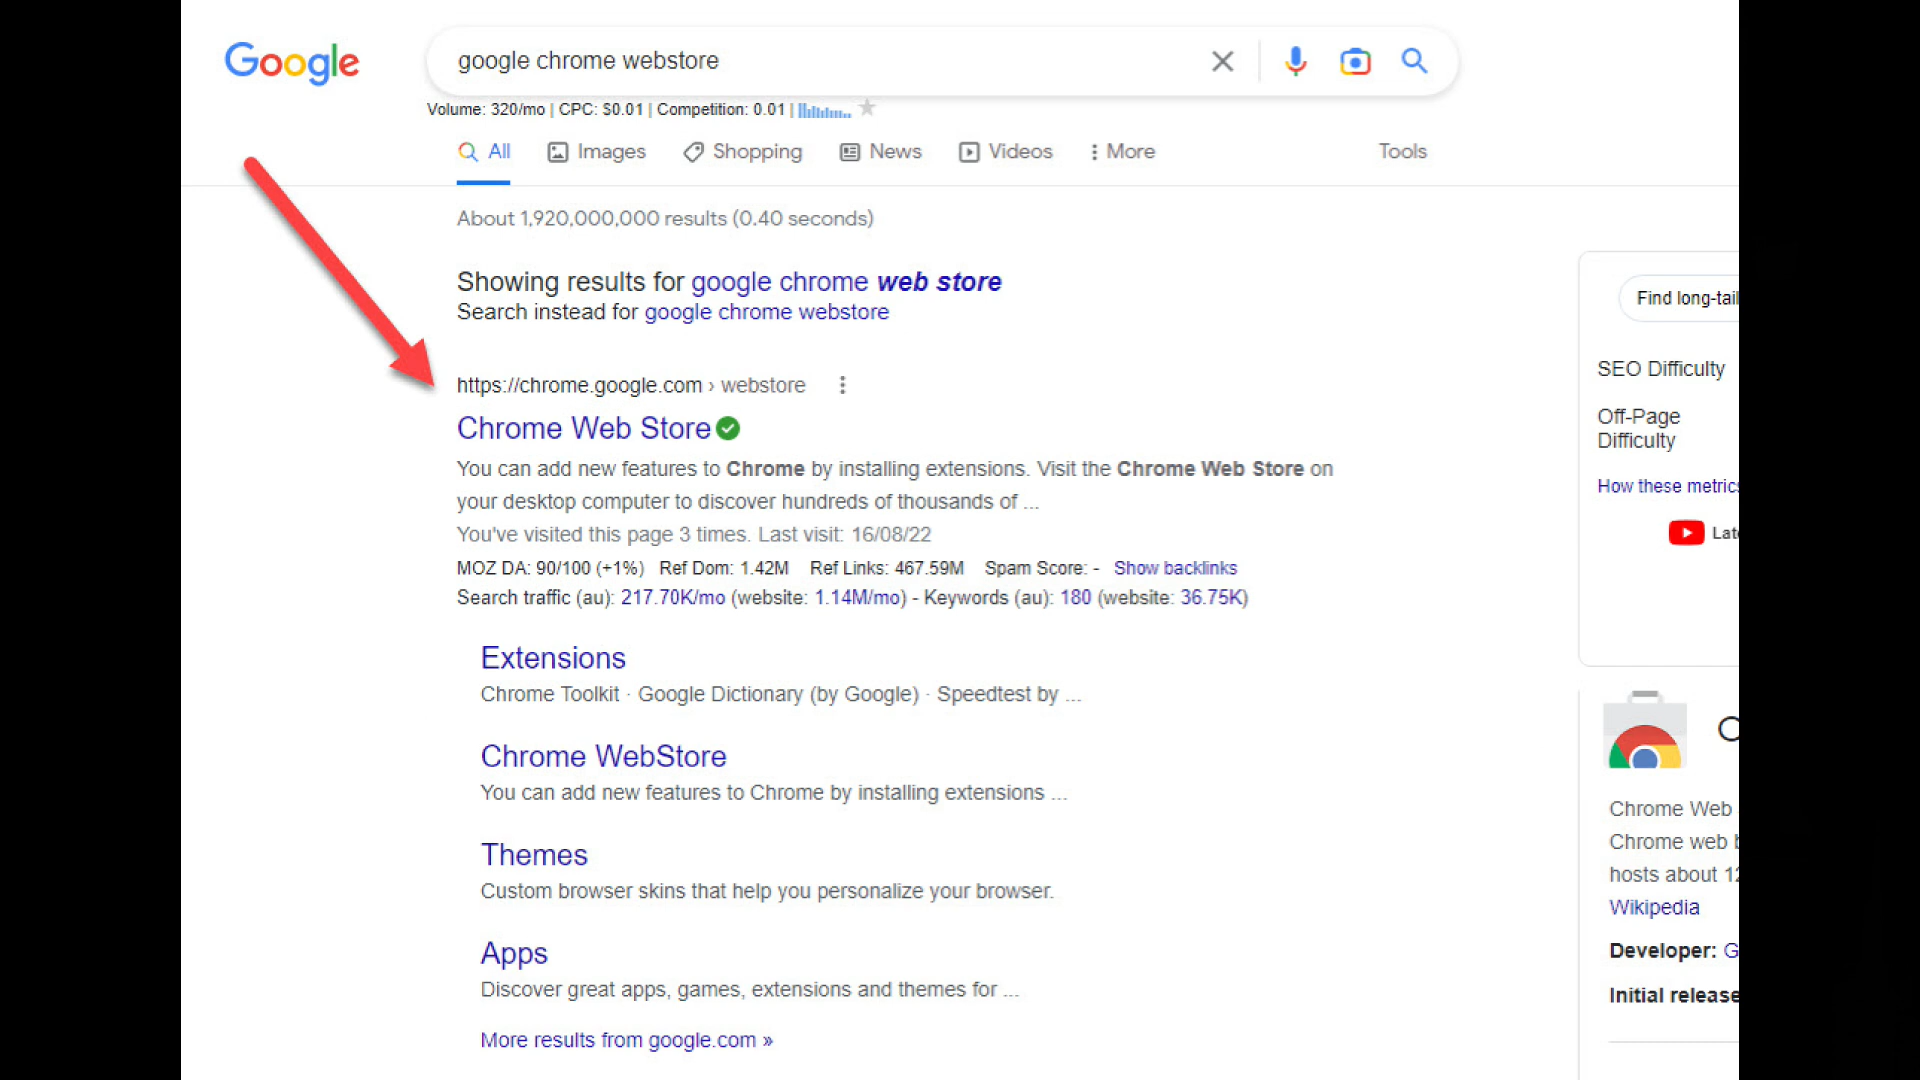 Google
google chrome webstore
Volume: 320/mo | CPC: $0.01 | Competition: 0.01 |
All Images Shopping News Videos More Tools
About 1,920,000,000 results (0.40 seconds)
Showing results for google chrome web store
Search instead for google chrome webstore
https://chrome.google.com › webstore
Chrome Web Store
You can add new features to Chrome by installing extensions. Visit the Chrome Web Store on
your desktop computer to discover hundreds of thousands of ...
You've visited this page 3 times. Last visit: 16/08/22
MOZ DA: 90/100 (+1%) Ref Dom: 1.42M Ref Links: 467.59M Spam Score: - Show backlinks
Search traffic (au): 217.70K/mo (website: 1.14M/mo) - Keywords (au): 180 (website: 36.75K)
Extensions
Chrome Toolkit · Google Dictionary (by Google) · Speedtest by ...
Chrome WebStore
You can add new features to Chrome by installing extensions ...
Themes
Custom browser skins that help you personalize your browser.
Apps
Discover great apps, games, extensions and themes for ...
More results from google.com »
Find long-tail
SEO Difficulty
Off-Page
Difficulty
How these metrics
Chrome Web
Chrome web
hosts about
Wikipedia
Developer:
Initial release